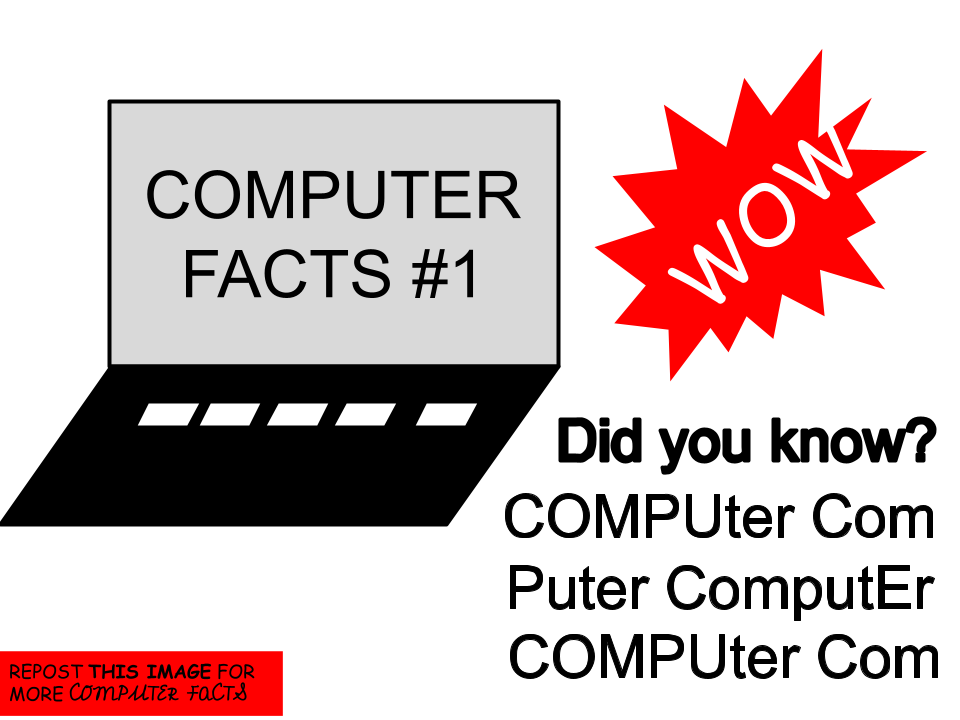 COMPUTER
FACTS #1
WOW
Did you know?
COMPUter Com
Puter ComputEr
COMPUter Com
REPOST THIS IMAGE FOR
MORE COMPUTER FACTS